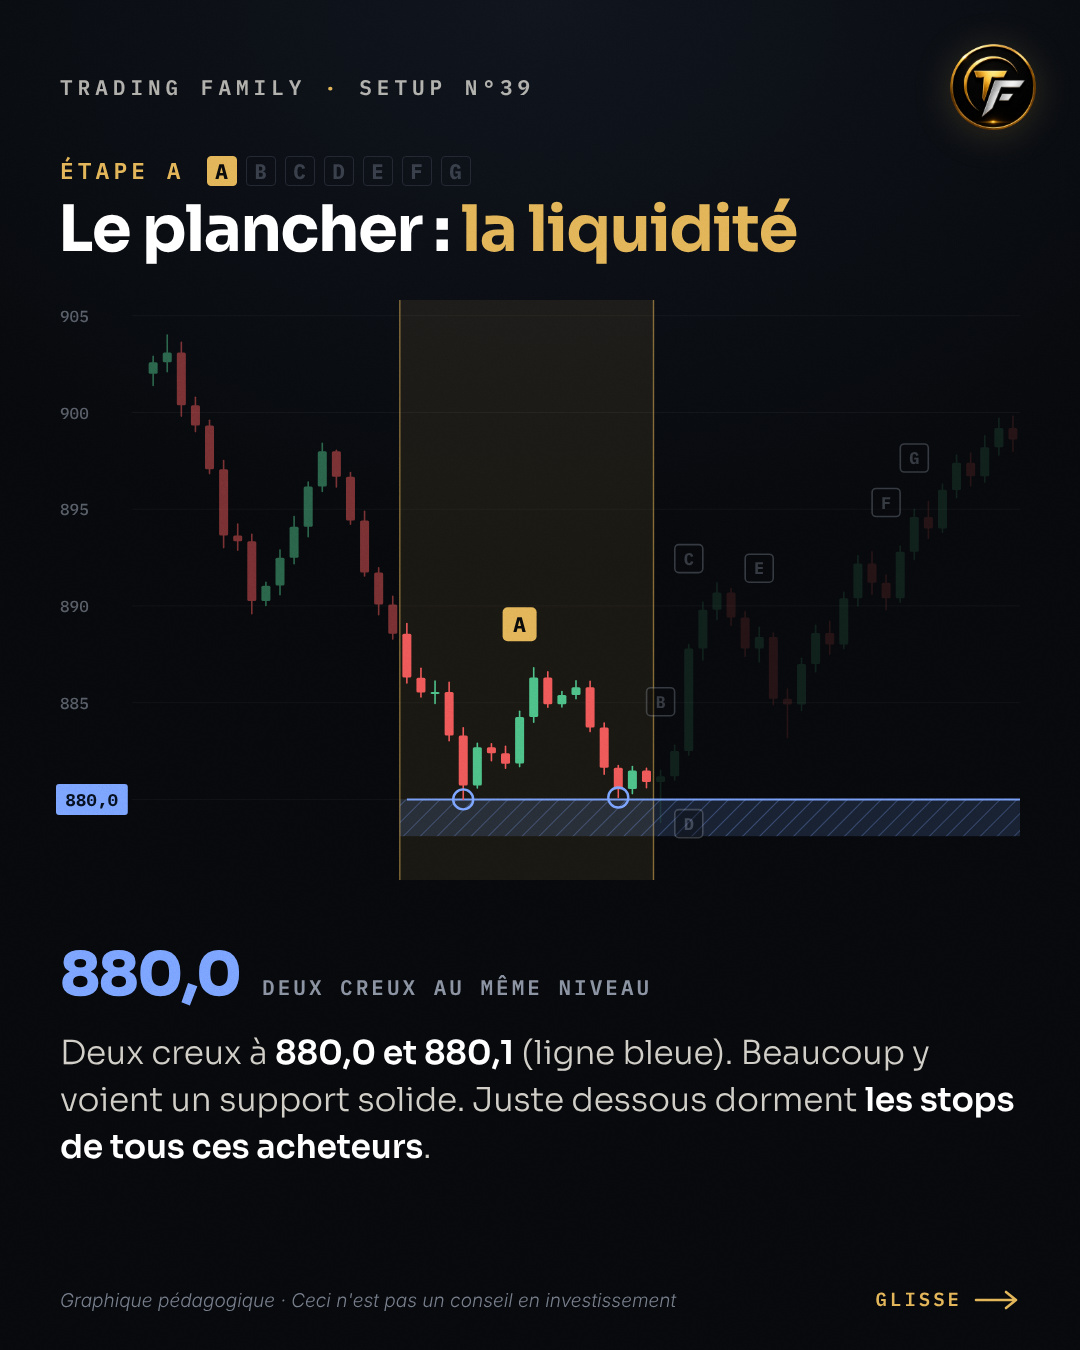 TRADING FAMILY · SETUP N°39
TF
ÉTAPE A A B C D E F G
Le plancher : la liquidité
905
900
895
890
885
880,0
A
B
C
D
E
F
G
880,0 DEUX CREUX AU MÊME NIVEAU
Deux creux à 880,0 et 880,1 (ligne bleue). Beaucoup y
voient un support solide. Juste dessous dorment les stops
de tous ces acheteurs.
Graphique pédagogique · Ceci n'est pas un conseil en investissement
GLISSE →